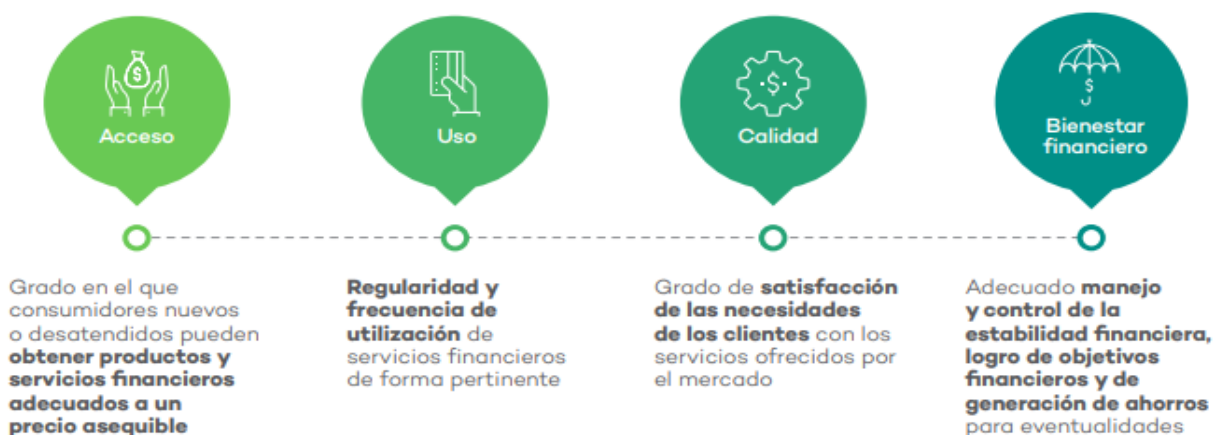 Acceso
Grado en el que
consumidores nuevos
o desatendidos pueden
obtener productos y
servicios financieros
adecuados a un
precio asequible
Uso
Regularidad y
frecuencia de
utilización de
servicios financieros
de forma pertinente
Calidad
Grado de satisfacción
de las necesidades
de los clientes con los
servicios ofrecidos por
el mercado
Bienestar
financiero
Adecuado manejo
y control de la
estabilidad financiera,
logro de objetivos
financieros y de
generación de ahorros
para eventualidades